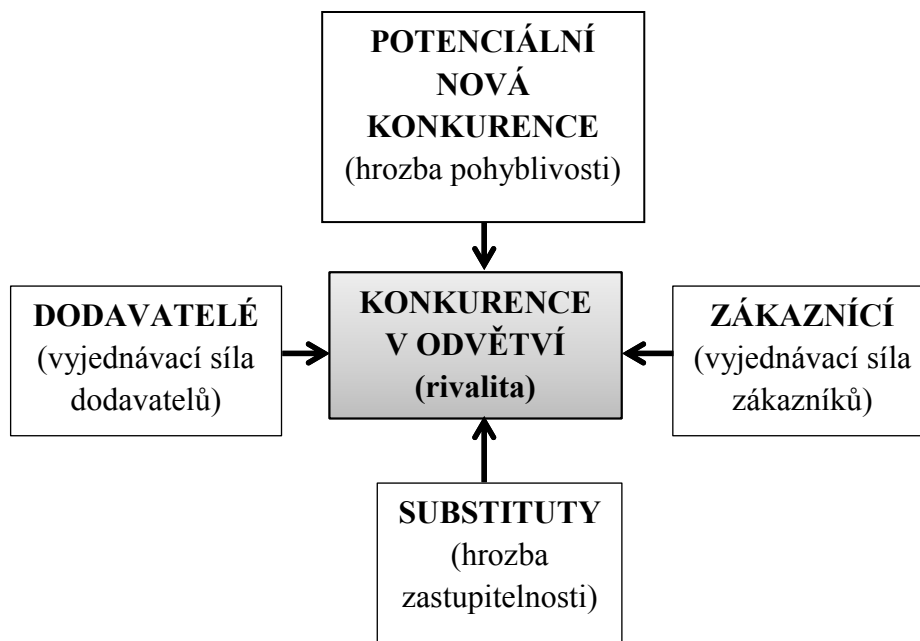 POTENCIÁLNÍ
NOVÁ
KONKURENCE
(hrozba pohyblivosti)
DODAVATELÉ
(vyjednávací síla
dodavatelů)
KONKURENCE
V ODVĚTVÍ
(rivalita)
ZÁKAZNÍCÍ
(vyjednávací síla
zákazníků)
SUBSTITUTY
(hrozba
zastupitelnosti)